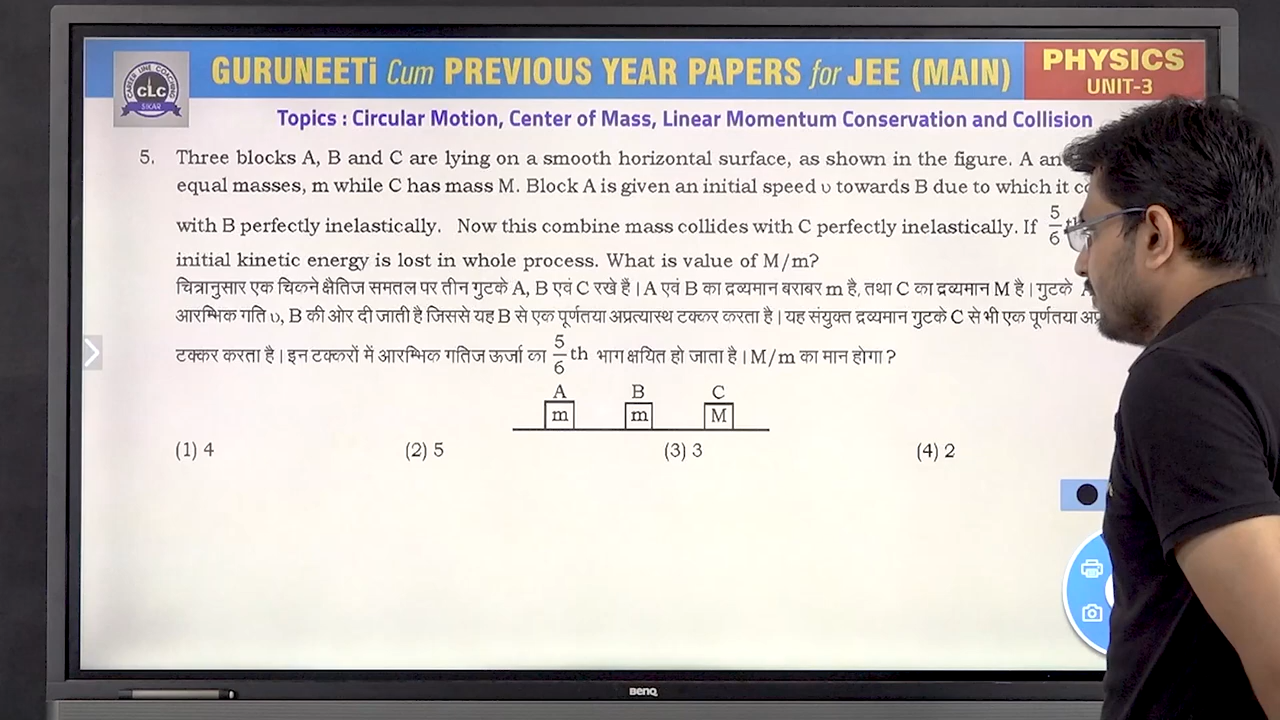 GURUNEETi Cum PREVIOUS YEAR PAPERS for JEE (MAIN)
PHYSICS
UNIT-3
CLC
SIKAR
Topics : Circular Motion, Center of Mass, Linear Momentum Conservation and Collision
5. Three blocks A, B and C are lying on a smooth horizontal surface, as shown in the figure. A
equal masses, m while C has mass M. Block A is given an initial speed υ towards B due to which it
with B perfectly inelastically. Now this combine mass collides with C perfectly inelastically. If 5/6
initial kinetic energy is lost in whole process. What is value of M/m?
चित्रानुसार एक चिकने क्षैतिज समतल पर तीन गुटके A, B एवं C रखे हैं। A एवं B का द्रव्यमान बराबर m है, तथा C का द्रव्यमान M है। गुटके
आरम्भिक गति υ, B की ओर दी जाती है जिससे यह B से एक पूर्णतया अप्रत्यास्थ टक्कर करता है। यह संयुक्त द्रव्यमान गुटके C से भी एक पूर्णतया
टक्कर करता है। इन टक्करों में आरम्भिक गतिज ऊर्जा का 5/6 th भाग क्षयित हो जाता है। M/m का मान होगा ?
A B C
m m M
(1) 4 (2) 5 (3) 3 (4) 2
BenQ